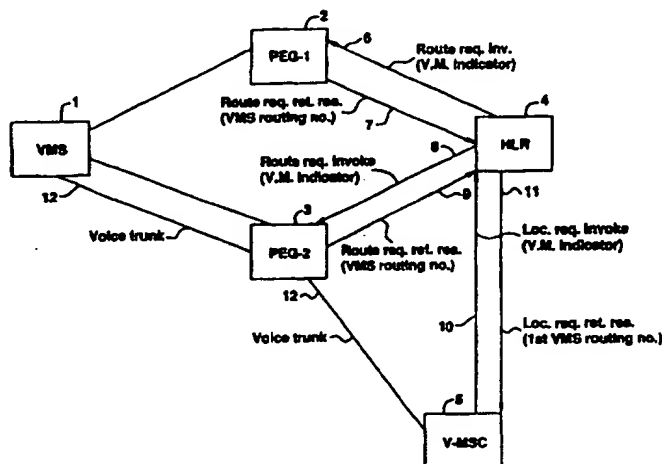 2
PEG-1
6
Route req. inv.
(V.M. Indicator)
1
VMS
Route req. ret. res.
(VMS routing no.)
7
4
HLR
8
Route req. invoke
(V.M. Indicator)
9
11
12
Voice trunk
3
PEG-2
Route req. ret. res.
(VMS routing no.)
Loc. req. invoke
(V.M. Indicator)
12
Voice trunk
10
Loc. req. ret. res.
(1st VMS routing no.)
5
V-MSC